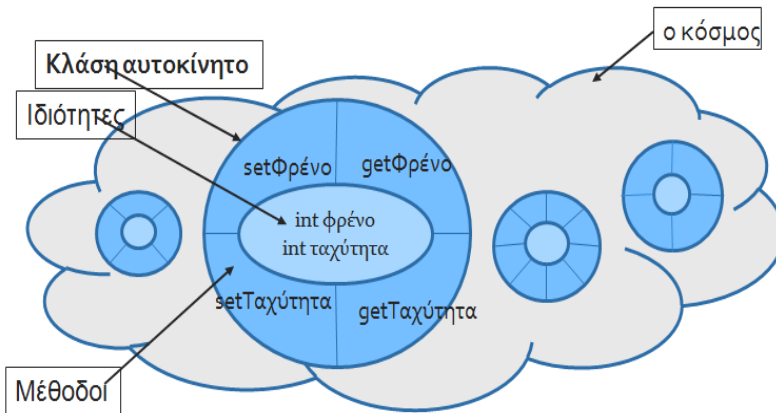 ο κόσμος
Κλάση αυτοκίνητο
Ιδιότητες
setΦρένο
getΦρένο
int φρένο
int ταχύτητα
setΤαχύτητα
getΤαχύτητα
Μέθοδοι